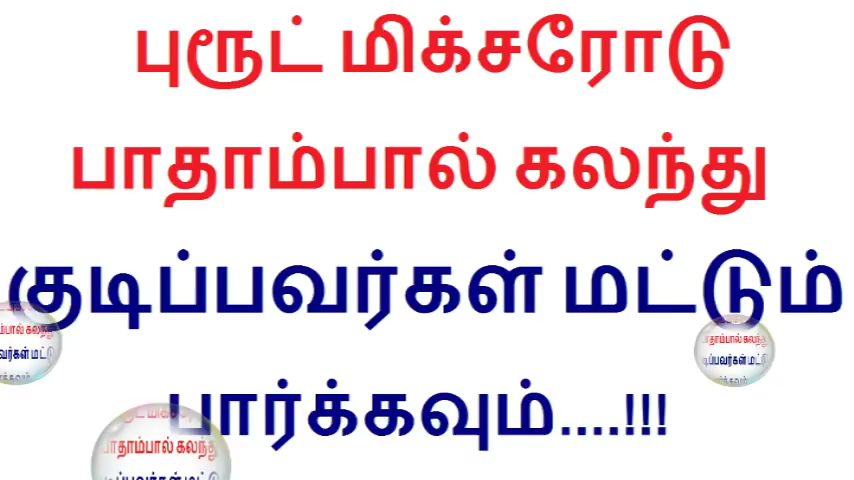 புரூட் மிக்சரோடு
பாதாம்பால் கலந்து
குடிப்பவர்கள் மட்டும்
பார்க்கவும்....!!!